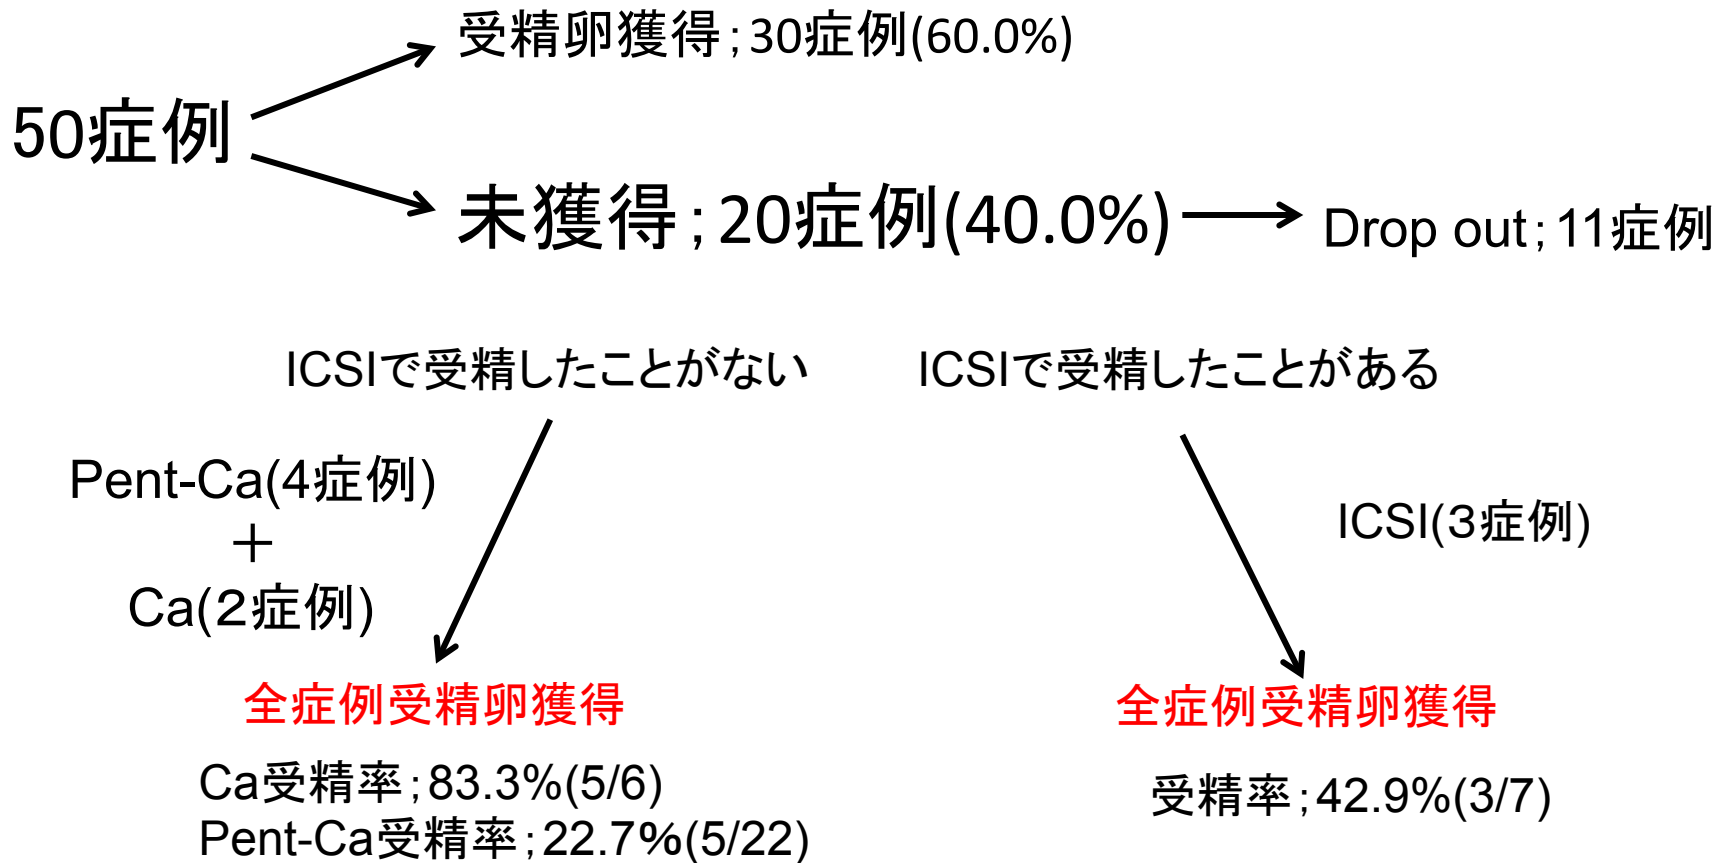 受精卵獲得；30症例(60.0%)
50症例
未獲得；20症例(40.0%)
Drop out；11症例
ICSIで受精したことがない
ICSIで受精したことがある
Pent-Ca(4症例)
＋
Ca(２症例)
ICSI(３症例)
全症例受精卵獲得
全症例受精卵獲得
Ca受精率；83.3%(5/6)
Pent-Ca受精率；22.7%(5/22)
受精率；42.9%(3/7)